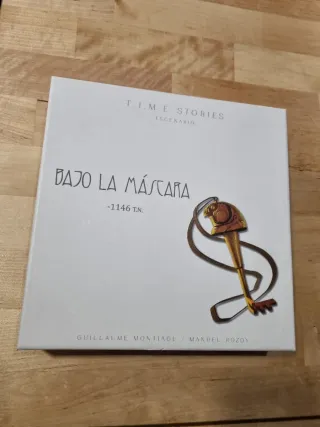 T.I.M.E STORIES
ESCENARIO
BAJO LA MÁSCARA
-1146 T.N.
GUILLAUME MONTIAGE / MANUEL ROZOY